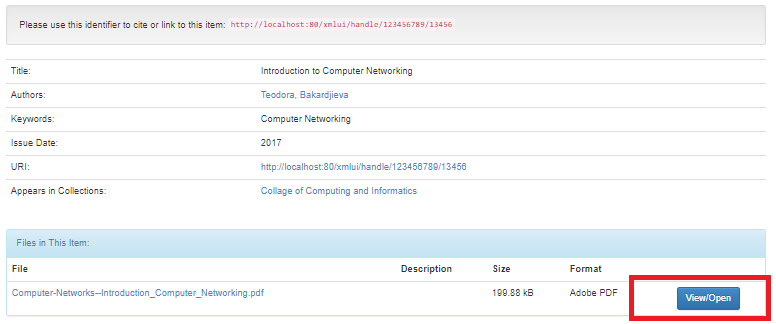 Please use this identifier to cite or link to this item: http://localhost:80/xmlui/handle/123456789/13456
Title: Introduction to Computer Networking
Authors: Teodora, Bakardjieva
Keywords: Computer Networking
Issue Date: 2017
URI: http://localhost:80/xmlui/handle/123456789/13456
Appears in Collections: Collage of Computing and Informatics
Files in This Item:
File Description Size Format
Computer-Networks--Introduction_Computer_Networking.pdf 199.88 kB Adobe PDF View/Open